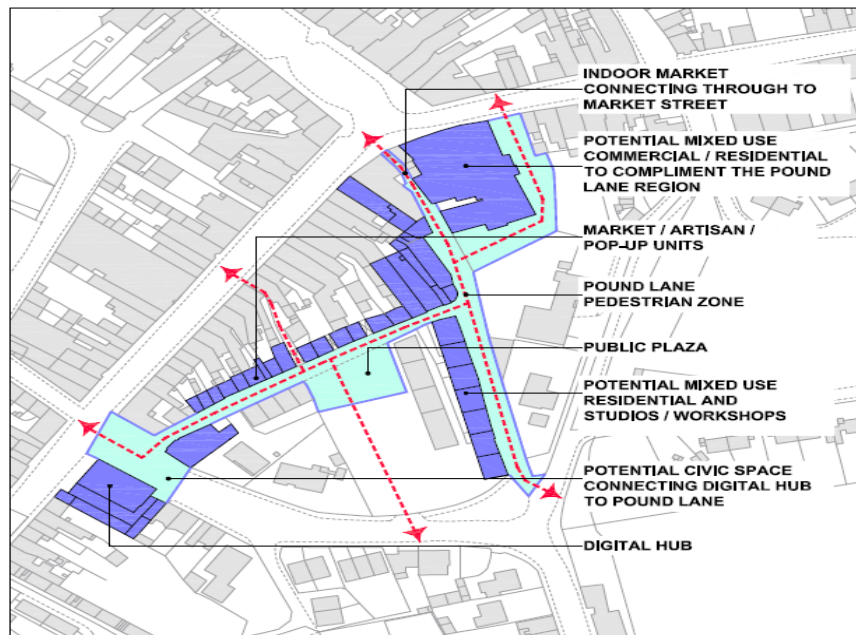 INDOOR MARKET
CONNECTING THROUGH TO
MARKET STREET
POTENTIAL MIXED USE
COMMERCIAL / RESIDENTIAL
TO COMPLIMENT THE POUND
LANE REGION
MARKET / ARTISAN /
POP-UP UNITS
POUND LANE
PEDESTRIAN ZONE
PUBLIC PLAZA
POTENTIAL MIXED USE
RESIDENTIAL AND
STUDIOS / WORKSHOPS
POTENTIAL CIVIC SPACE
CONNECTING DIGITAL HUB
TO POUND LANE
DIGITAL HUB